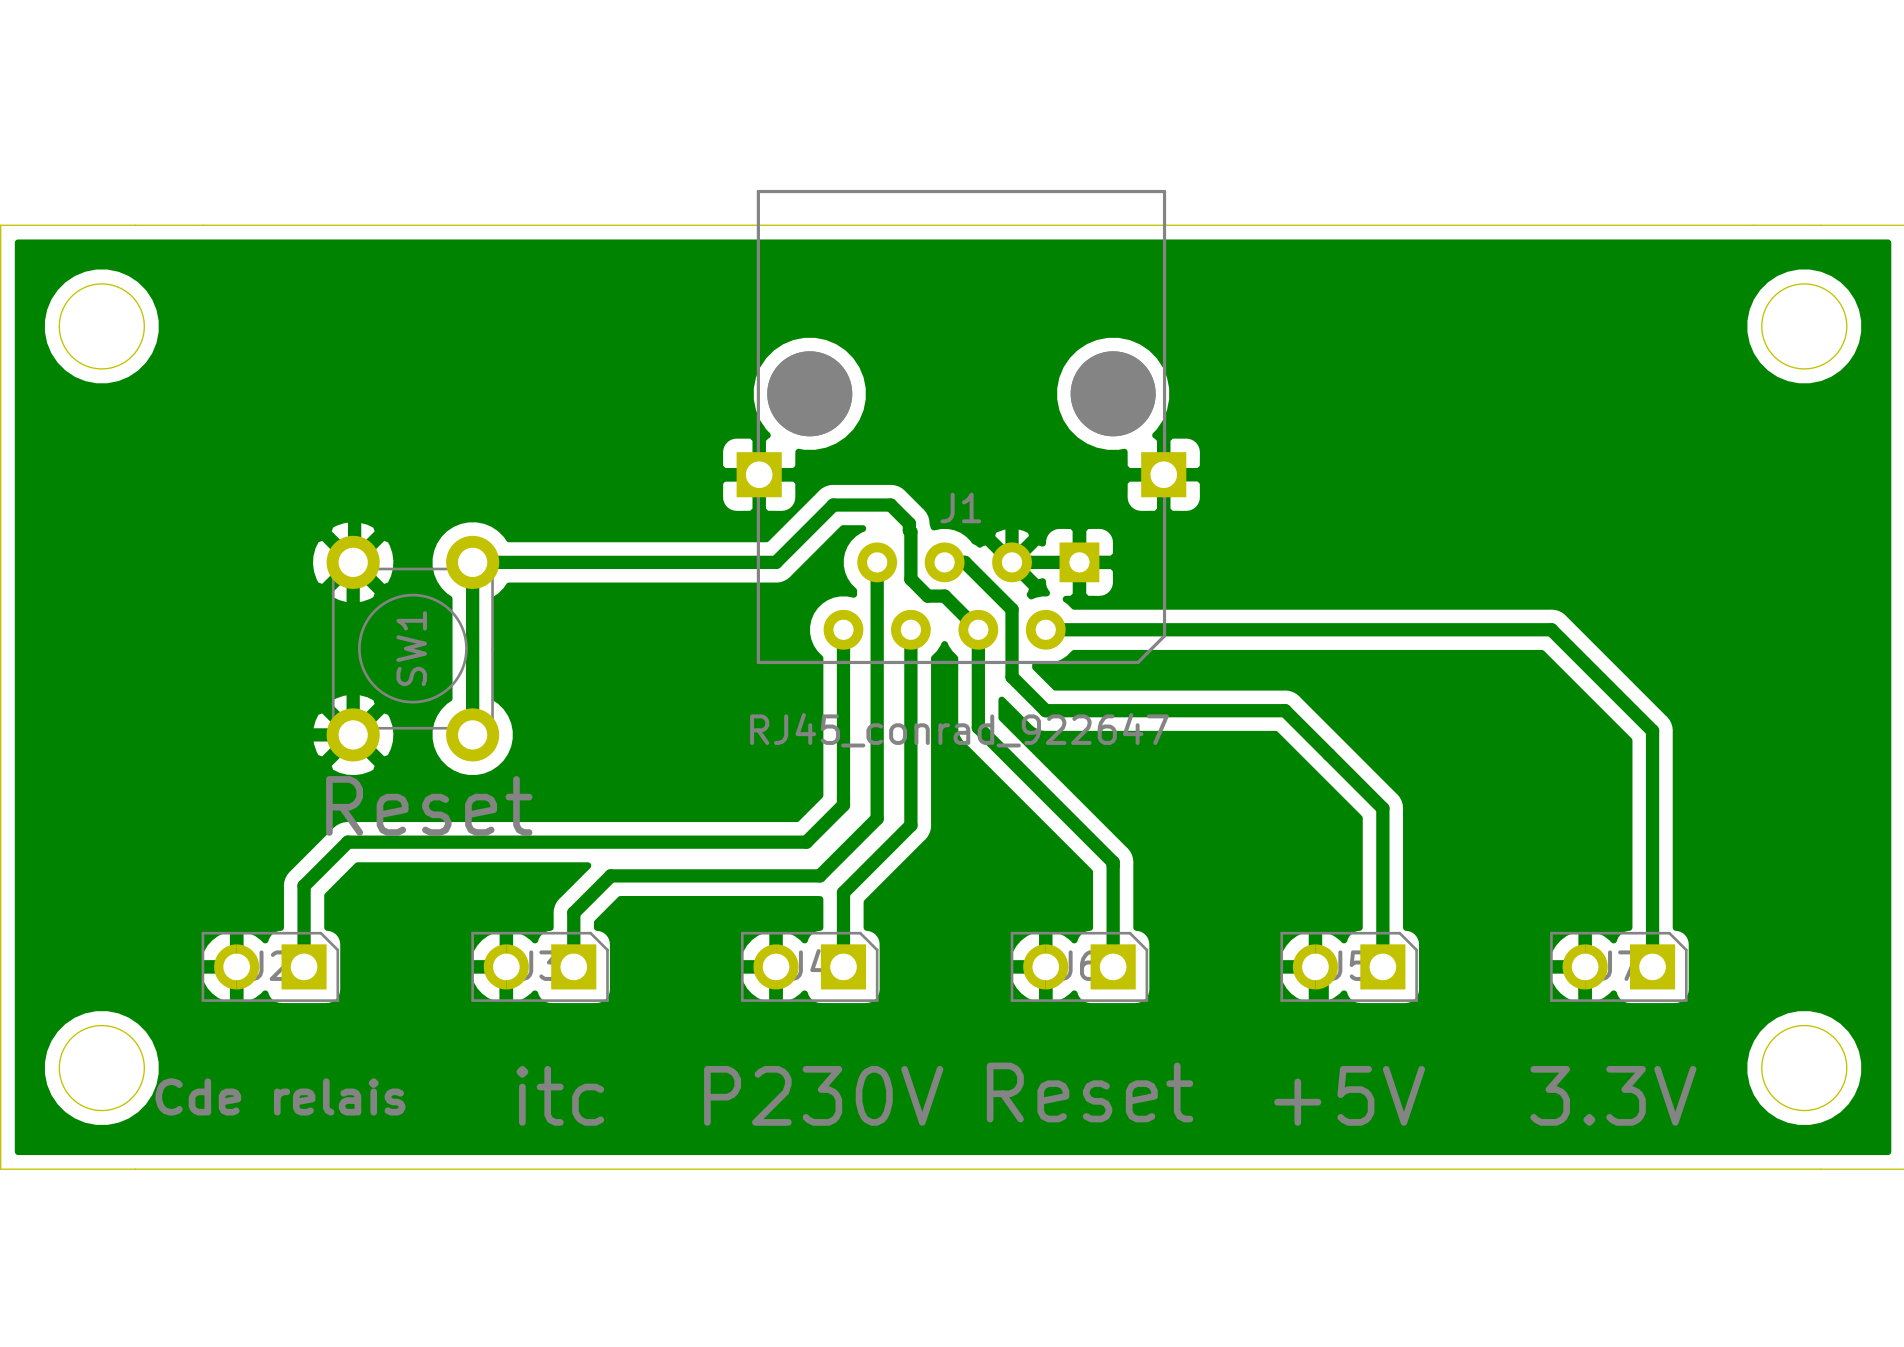 J1
SW1
RJ45_conrad_922647
Reset
J2
J3
J4
J6
J5
J7
Cde relais
itc
P230V
Reset
+5V
3.3V